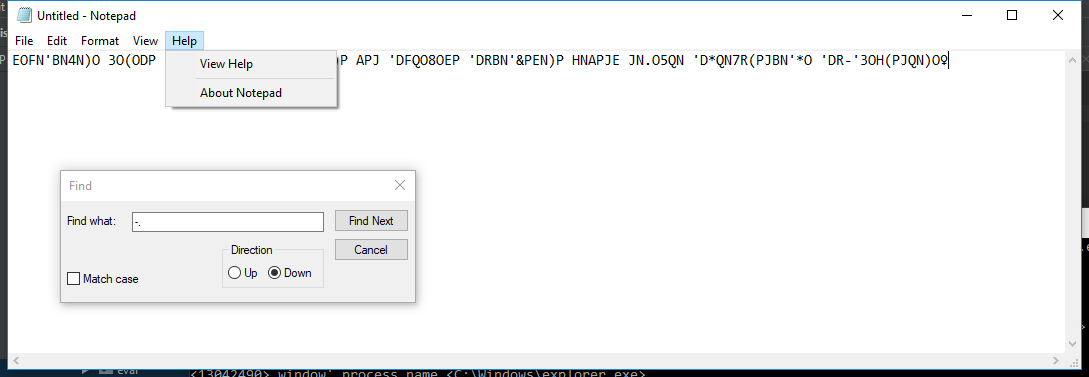 Untitled - Notepad
File Edit Format View Help
EOFN'BN4N)O 3O(ODP P APJ 'DFQO8OEP 'DRBN'&PEN)P HNAPJE JN.O5QN 'D*QN7R(PJBN'*O 'DR-'3OH(PJQN)O♀
View Help
About Notepad
Find
Find what: -.
Find Next
Cancel
Direction
Up Down
Match case
eval
<13042490> window' process name <C:\Windows\explorer.exe>